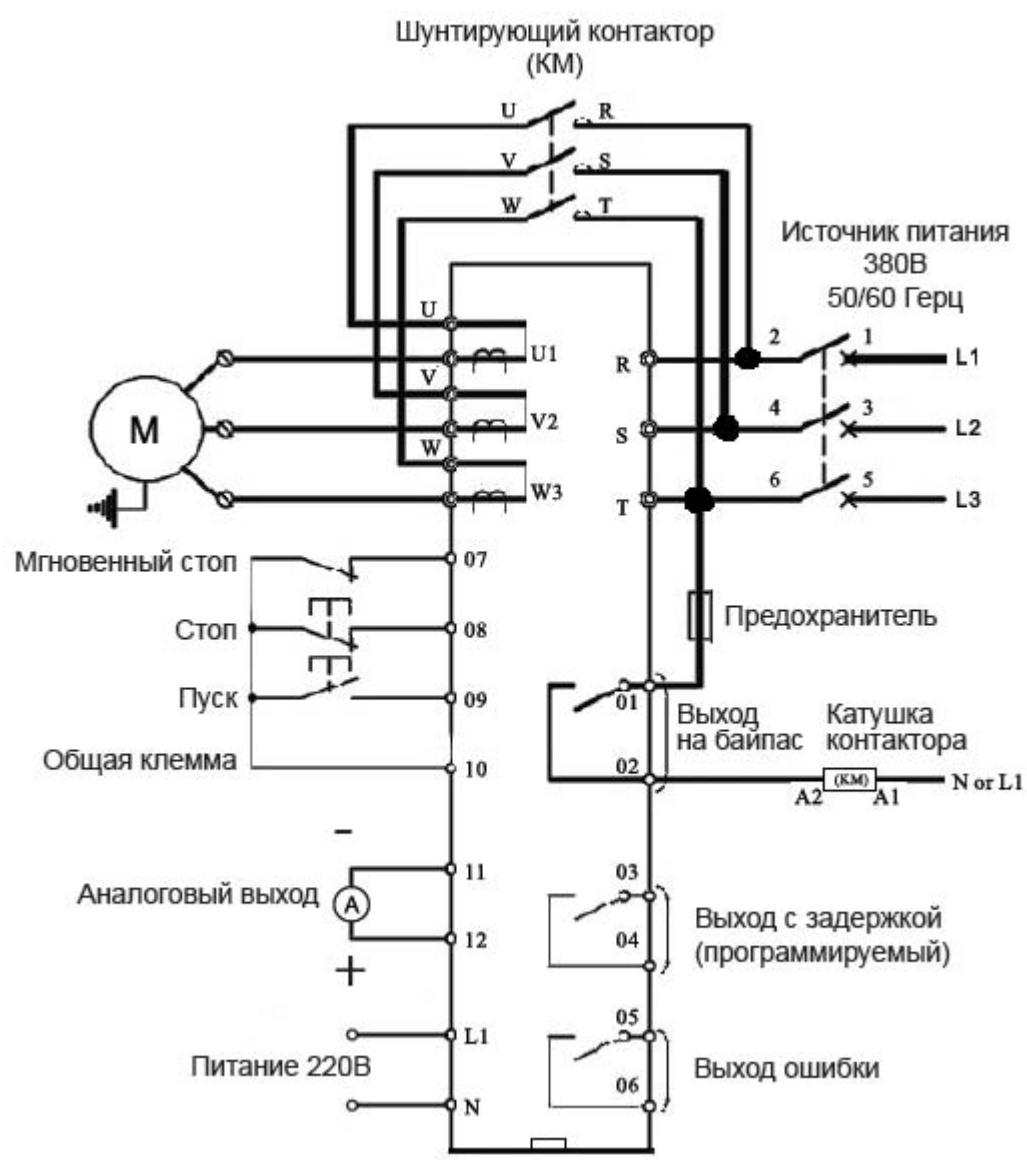 Шунтирующий контактор
(КМ)
U R
V S
W T
Источник питания
380В
50/60 Герц
U
2 1
U1 R L1
V
4 3
V2 S L2
W
6 5
W3 T L3
M
Мгновенный стоп 07
Стоп 08
Предохранитель
Пуск 09
01
Выход
на байпас
Катушка
контактора
Общая клемма 10
02
(KM)
A2 A1
N or L1
−
11
Аналоговый выход
A
12
+
03
04
Выход с задержкой
(программируемый)
L1
Питание 220В
N
05
06
Выход ошибки